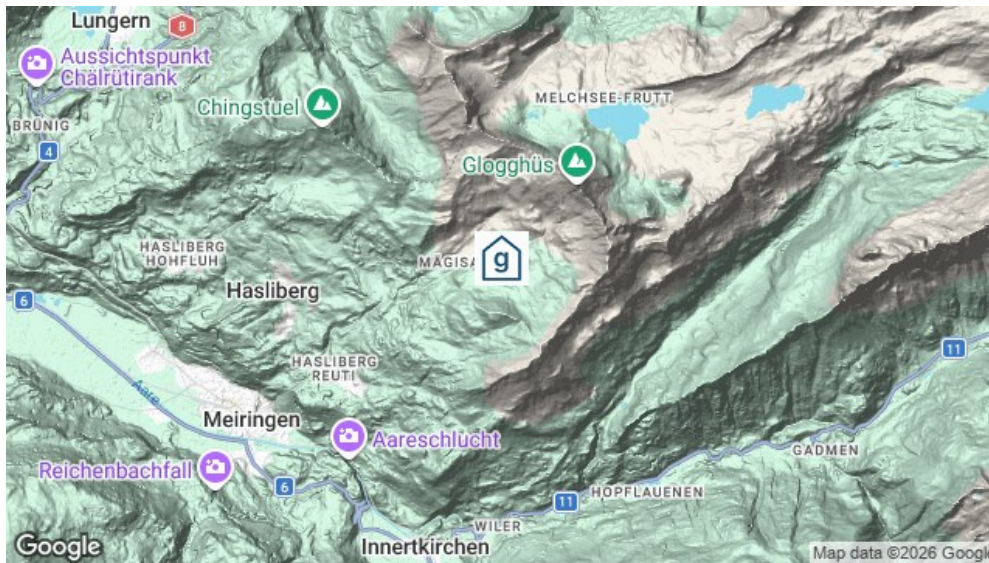 Lungern
8
Aussichtspunkt
Chälrütirank
Chingstuel
MELCHSEE-FRUTT
BRÜNIG
4
Glogghüs
HASLIBERG
HOHFLUH
g
Hasliberg
6
11
HASLIBERG
REUTI
Aare
Meiringen
Aareschlucht
Reichenbachfall
GADMEN
6
HOPFLAUENEN
11
WILER
Innertkirchen
Google
Map data ©2026 Google